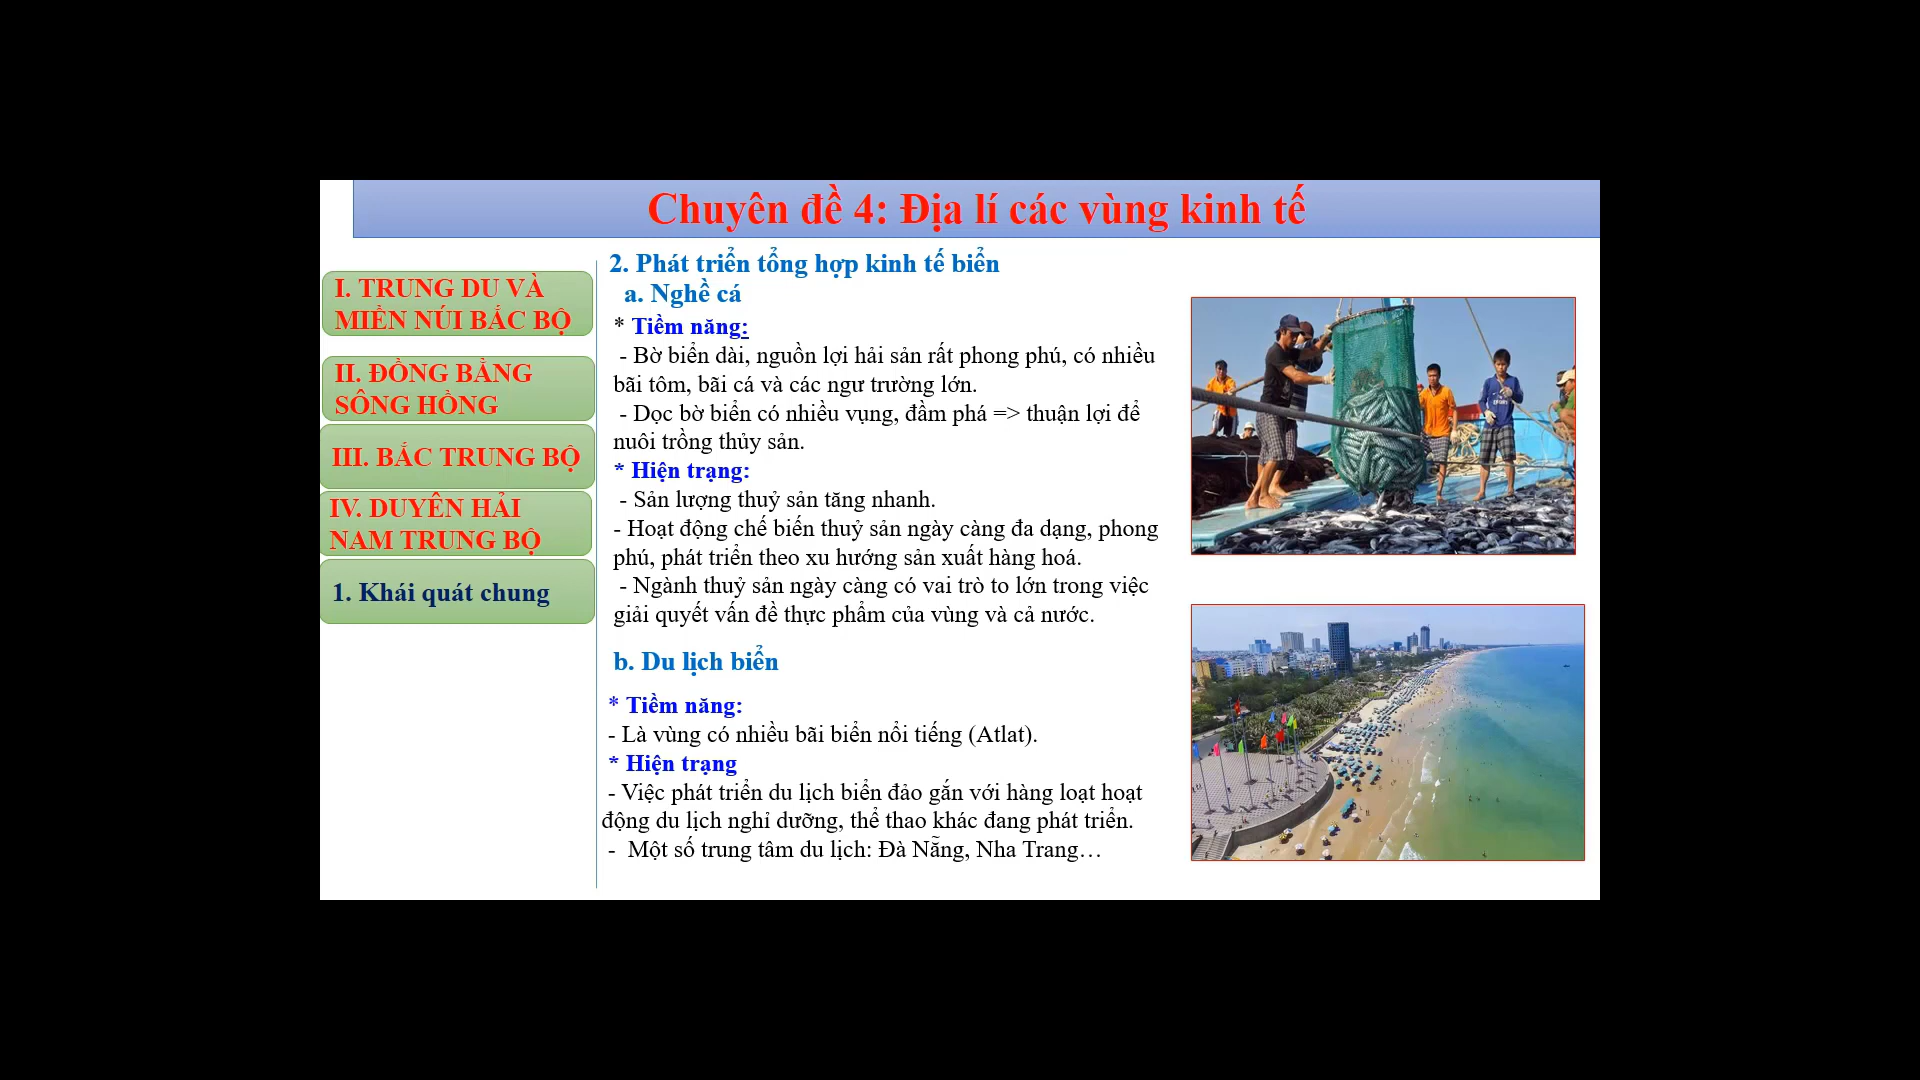 Chuyên đề 4: Địa lí các vùng kinh tế
I. TRUNG DU VÀ
MIỀN NÚI BẮC BỘ
II. ĐỒNG BẰNG
SÔNG HỒNG
III. BẮC TRUNG BỘ
IV. DUYÊN HẢI
NAM TRUNG BỘ
1. Khái quát chung
2. Phát triển tổng hợp kinh tế biển
a. Nghề cá
* Tiềm năng:
- Bờ biển dài, nguồn lợi hải sản rất phong phú, có nhiều
bãi tôm, bãi cá và các ngư trường lớn.
- Dọc bờ biển có nhiều vụng, đầm phá => thuận lợi để
nuôi trồng thủy sản.
* Hiện trạng:
- Sản lượng thuỷ sản tăng nhanh.
- Hoạt động chế biến thuỷ sản ngày càng đa dạng, phong
phú, phát triển theo xu hướng sản xuất hàng hoá.
- Ngành thuỷ sản ngày càng có vai trò to lớn trong việc
giải quyết vấn đề thực phẩm của vùng và cả nước.
b. Du lịch biển
* Tiềm năng:
- Là vùng có nhiều bãi biển nổi tiếng (Atlat).
* Hiện trạng
- Việc phát triển du lịch biển đảo gắn với hàng loạt hoạt
động du lịch nghỉ dưỡng, thể thao khác đang phát triển.
- Một số trung tâm du lịch: Đà Nẵng, Nha Trang…